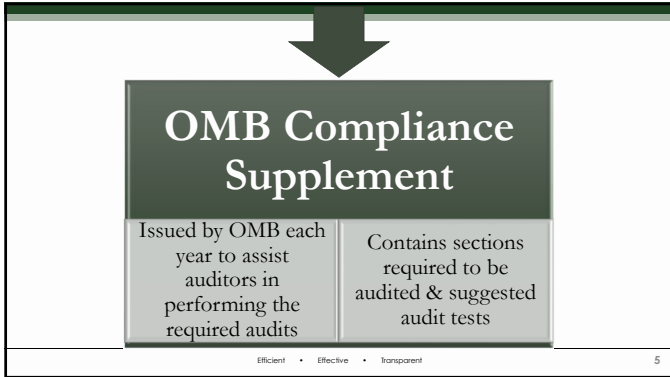 OMB Compliance
Supplement
Issued by OMB each
year to assist
auditors in
performing the
required audits
Contains sections
required to be
audited & suggested
audit tests
Efficient • Effective • Transparent
5